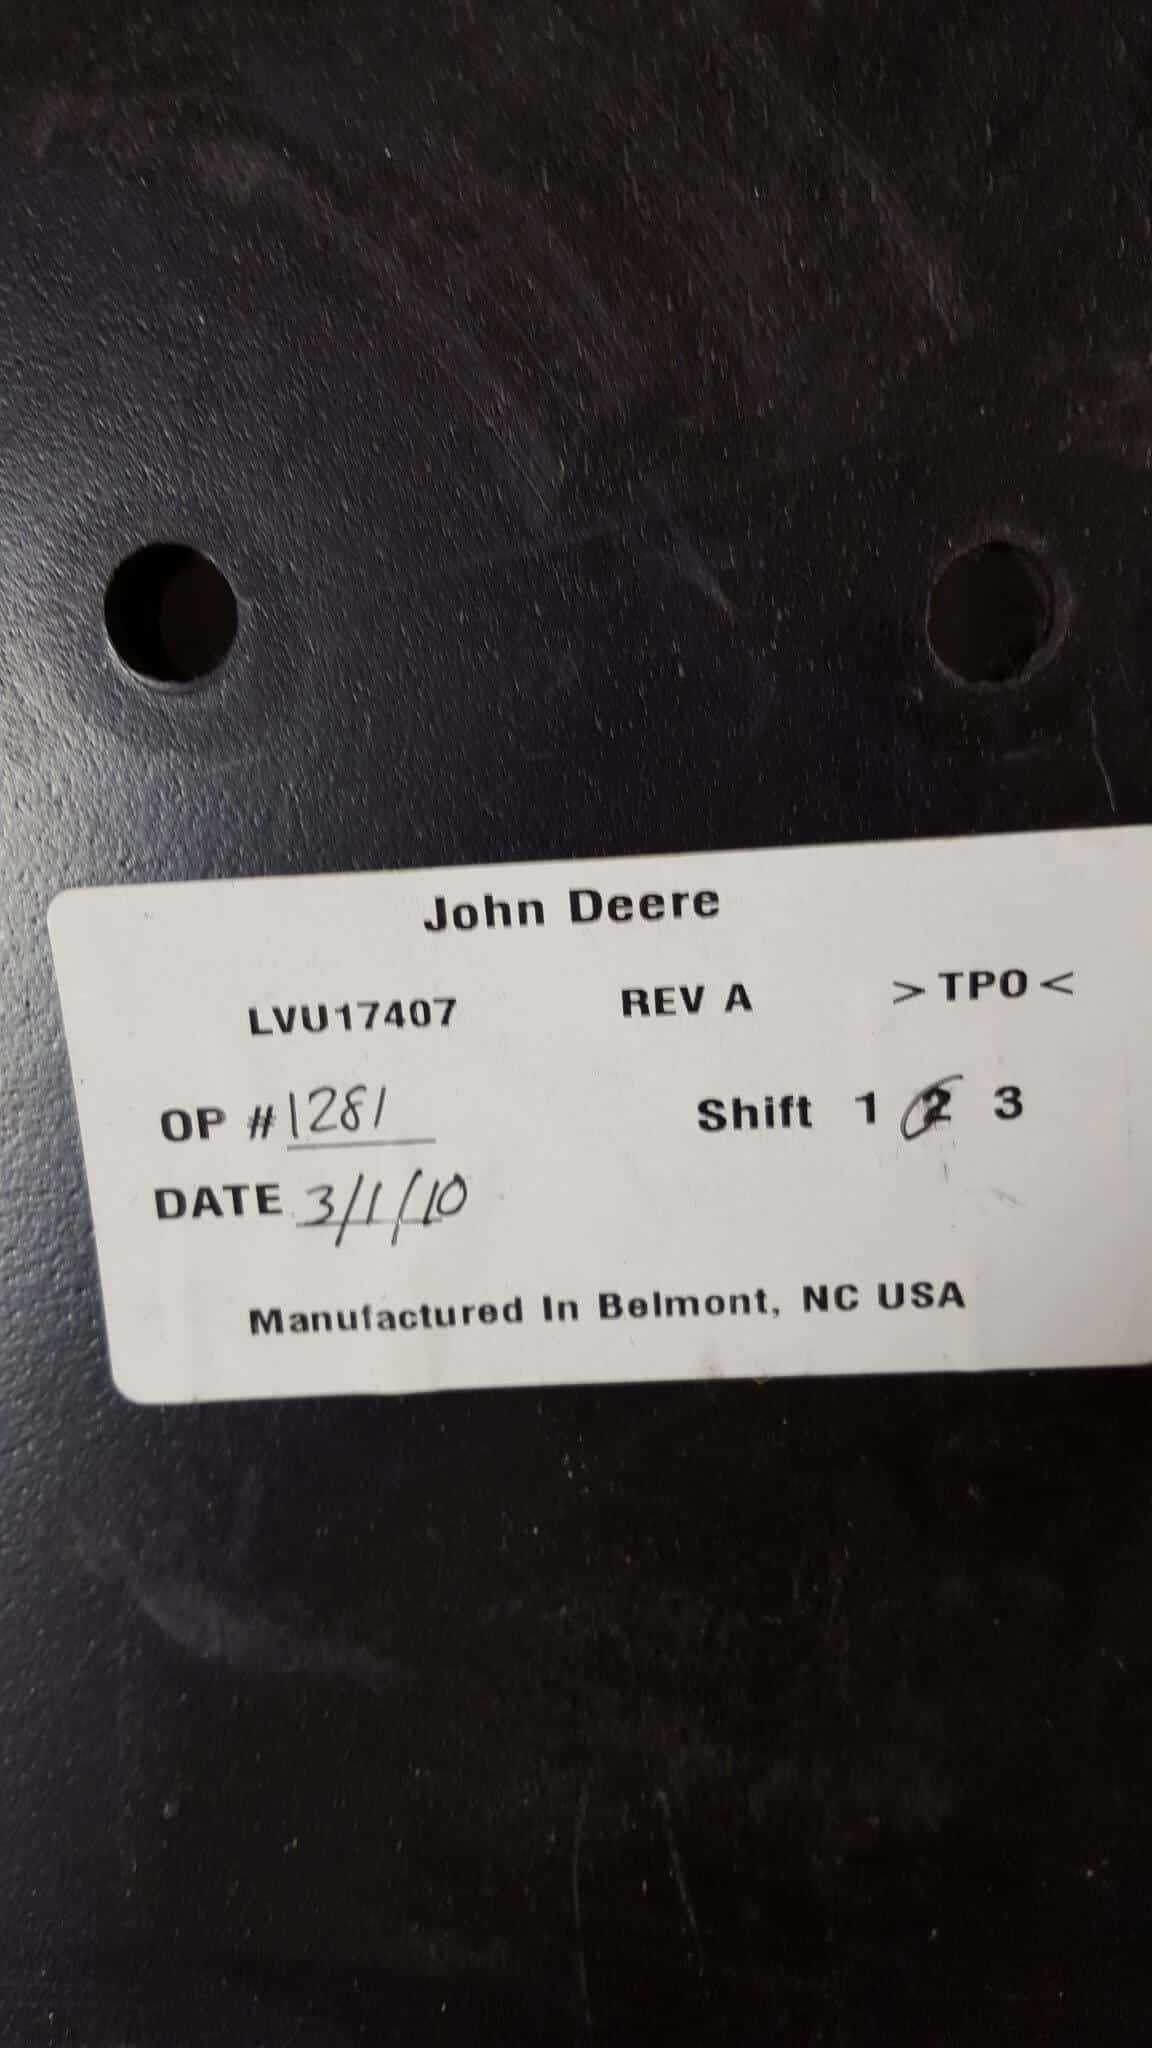 John Deere
LVU17407 REV A >TPO<
OP # 1281 Shift 1 2 3
DATE 3/1/10
Manufactured In Belmont, NC USA